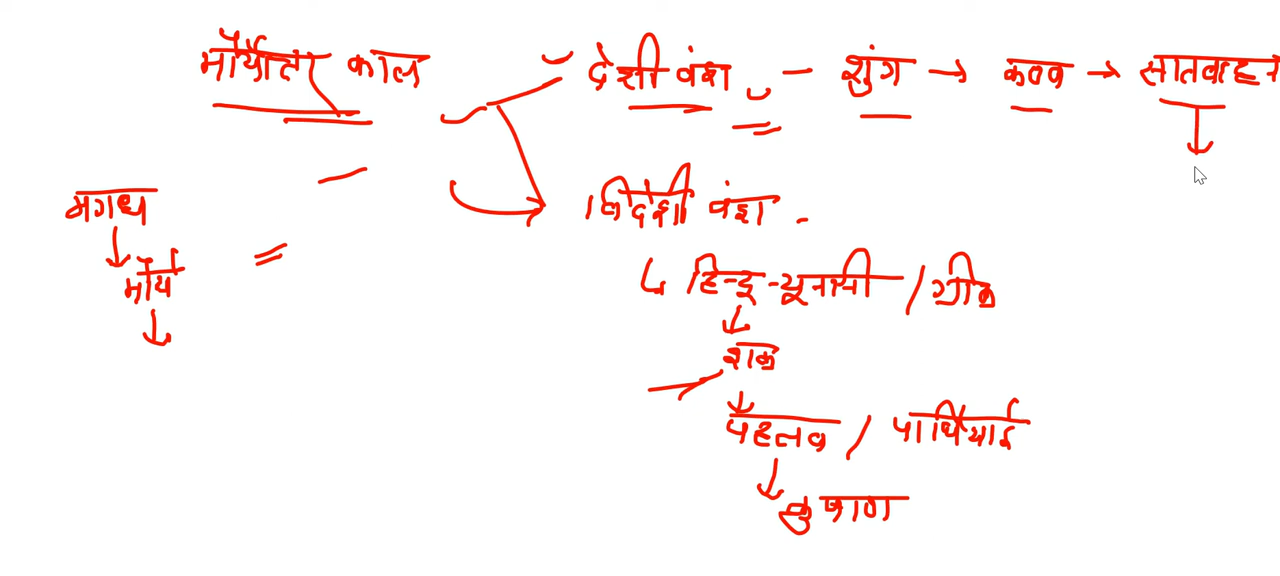 मौर्योत्तर काल
देशी वंश - शुंग → कण्व → सातवाहन
मगध
↓
मौर्य
↓
विदेशी वंश -
↳ हिन्द-यूनानी / ग्रीक
↓
शक
↓
पहलव / पार्थियाई
↓
कुषाण